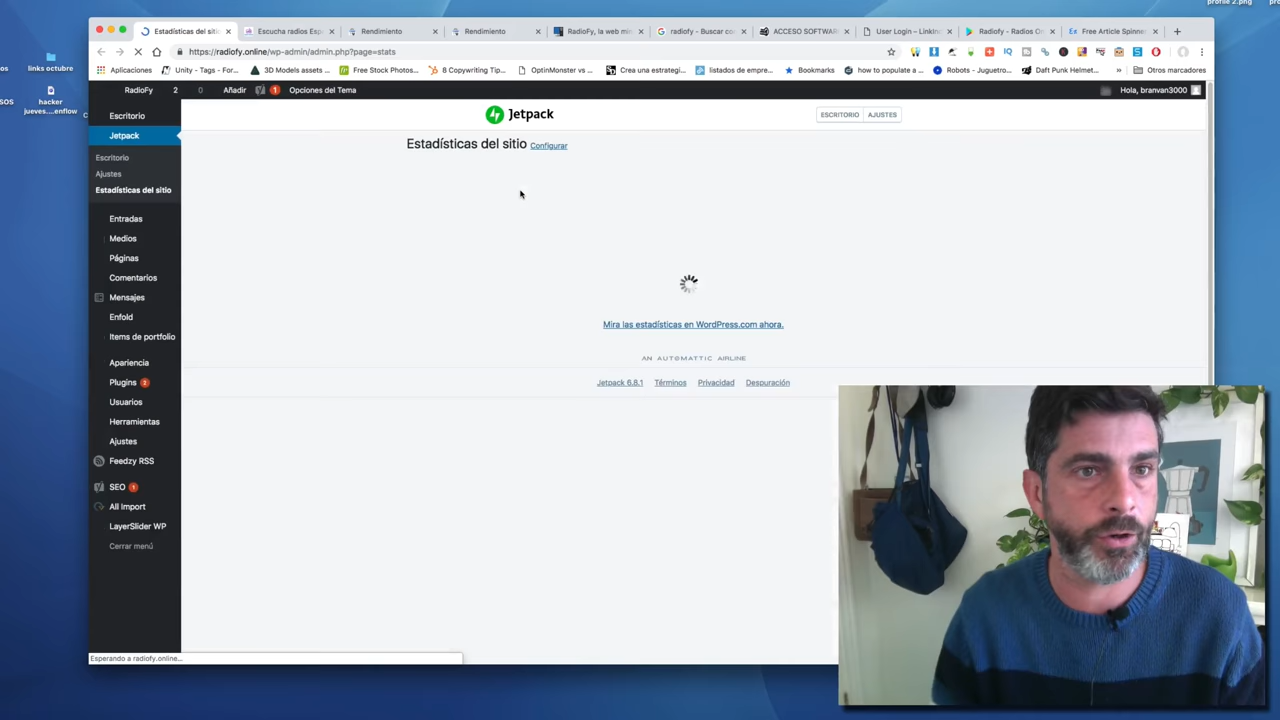 profile 2.png
Estadísticas del sitio
Escucha radios Esp
Rendimiento
Rendimiento
RadioFy, la web mi
radiofy - Buscar co
ACCESO SOFTWAR
User Login – LinkIn
Radiofy - Radios O
Free Article Spinne
https://radiofy.online/wp-admin/admin.php?page=stats
Aplicaciones
Unity - Tags - For...
3D Models assets ...
Free Stock Photos...
8 Copywriting Tip...
OptinMonster vs ...
Crea una estrategi...
listados de empre...
Bookmarks
how to populate a ...
Robots - Juguetro...
Daft Punk Helmet...
»
Otros marcadores
links octubre
hacker
jueves....enflow
SOS
RadioFy
2
0
Añadir
1
Opciones del Tema
Hola, branvan3000
Escritorio
Jetpack
Escritorio
Ajustes
Estadísticas del sitio
Entradas
Medios
Páginas
Comentarios
Mensajes
Enfold
Items de portfolio
Apariencia
Plugins 2
Usuarios
Herramientas
Ajustes
Feedzy RSS
SEO 1
All Import
LayerSlider WP
Cerrar menú
Jetpack
ESCRITORIO
AJUSTES
Estadísticas del sitio Configurar
Mira las estadísticas en WordPress.com ahora.
AN AUTOMATTIC AIRLINE
Jetpack 6.8.1
Términos
Privacidad
Despuración
Esperando a radiofy.online...